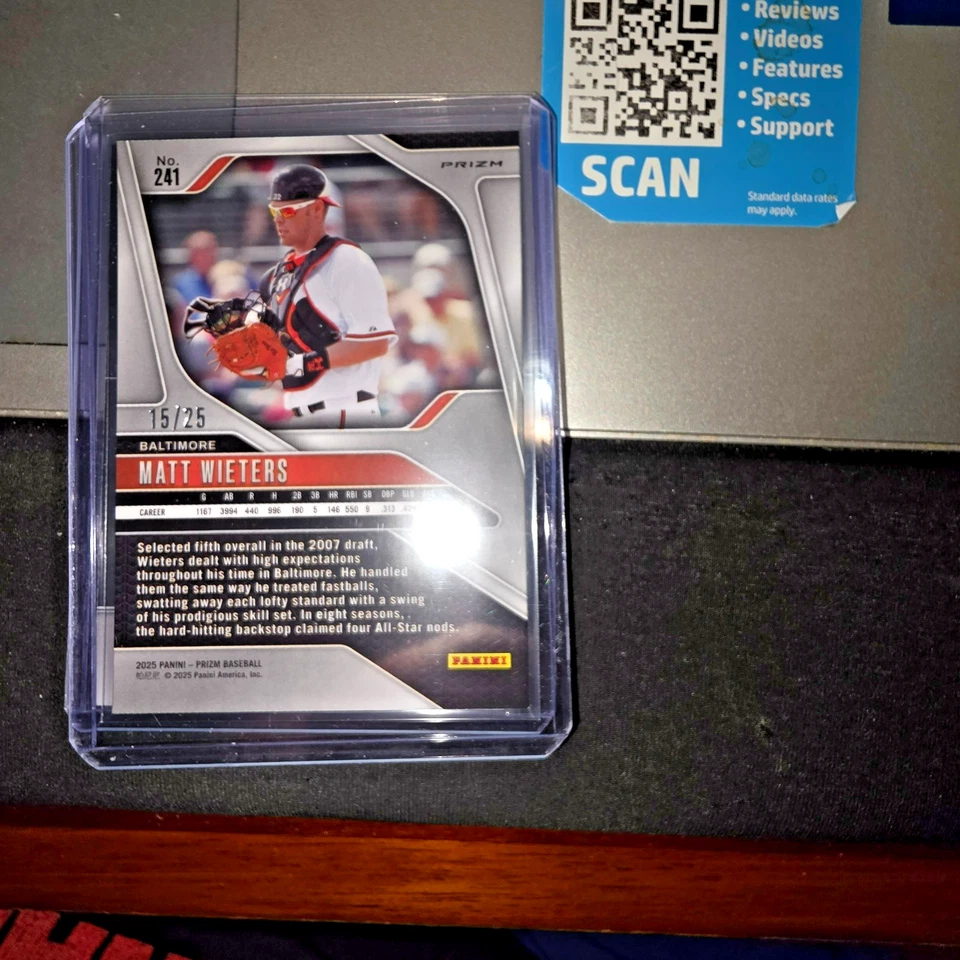 • Reviews
• Videos
• Features
• Specs
• Support
SCAN
Standard data rates
may apply.
No.
241
PRIZM
15/25
BALTIMORE
MATT WIETERS
G AB R H 2B 3B HR RBI SB OBP SLG
CAREER 1167 3994 440 996 190 5 146 550 9 .313
Selected fifth overall in the 2007 draft,
Wieters dealt with high expectations
throughout his time in Baltimore. He handled
them the same way he treated fastballs,
swatting away each lofty standard with a swing
of his prodigious skill set. In eight seasons,
the hard-hitting backstop claimed four All-Star nods.
2025 PANINI – PRIZM BASEBALL
© 2025 Panini America, Inc.
PANINI